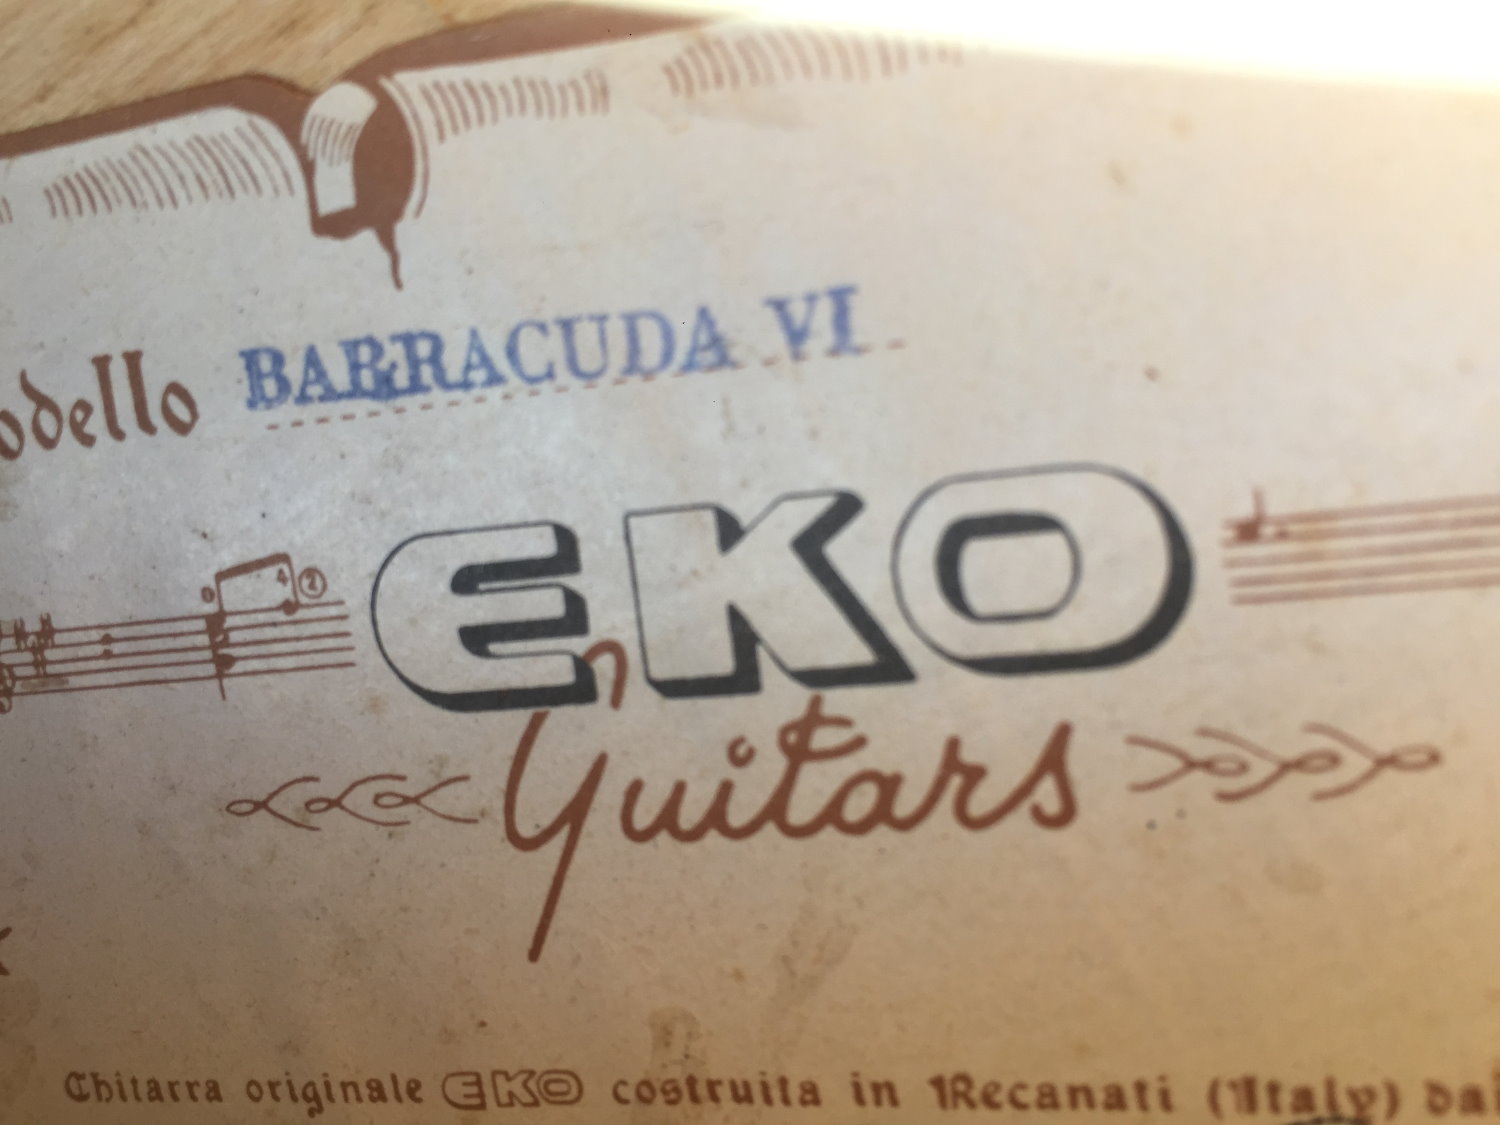 odello BARRACUDA VI
EKO
Guitars
Chitarra originale EKO costruita in Recanati (Italy) dai